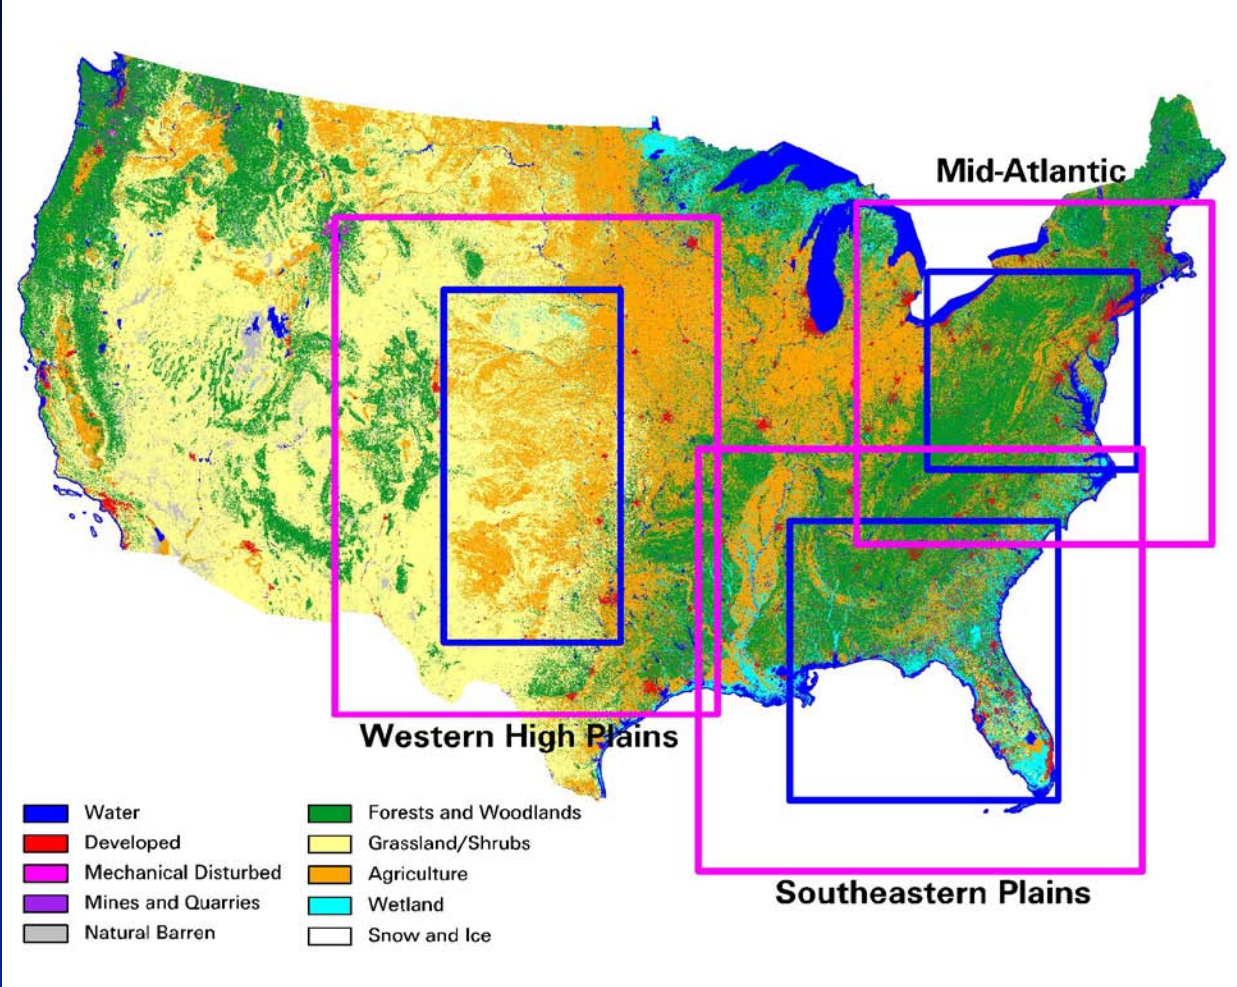 Mid-Atlantic
Western High Plains
Southeastern Plains
Water
Developed
Mechanical Disturbed
Mines and Quarries
Natural Barren
Forests and Woodlands
Grassland/Shrubs
Agriculture
Wetland
Snow and Ice